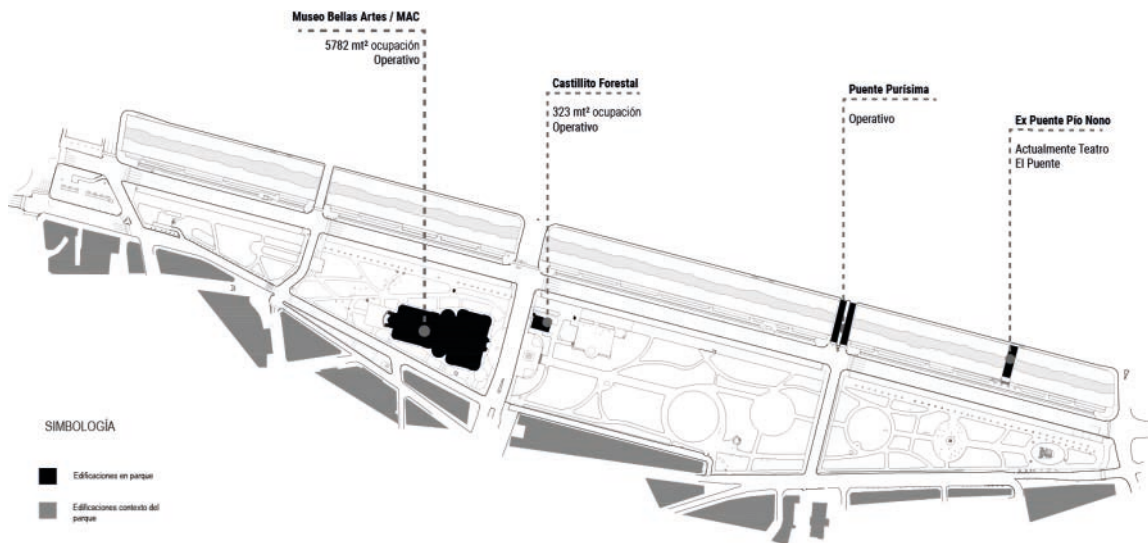 Museo Bellas Artes / MAC
5782 mt² ocupación
Operativo
Castillito Forestal
323 mt² ocupación
Operativo
Puente Purísima
Operativo
Ex Puente Pío Nono
Actualmente Teatro
El Puente
SIMBOLOGÍA
Edificaciones en parque
Edificaciones contexto del
parque